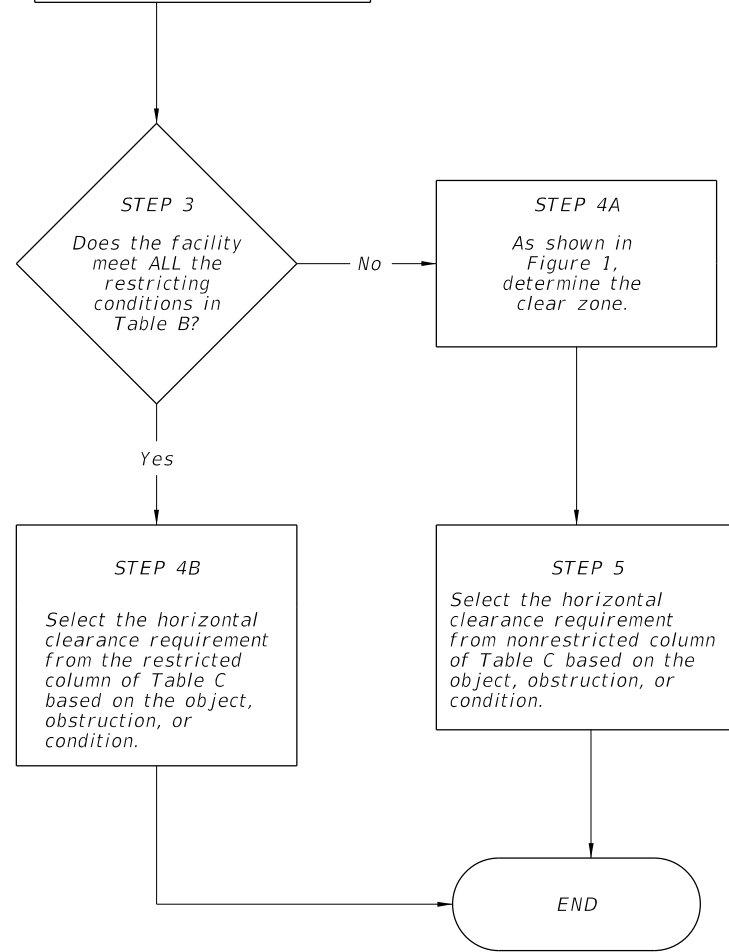 STEP 3
Does the facility
meet ALL the
restricting
conditions in
Table B?
No
STEP 4A
As shown in
Figure 1,
determine the
clear zone.
Yes
STEP 4B
Select the horizontal
clearance requirement
from the restricted
column of Table C
based on the object,
obstruction, or
condition.
STEP 5
Select the horizontal
clearance requirement
from nonrestricted column
of Table C based on the
object, obstruction, or
condition.
END